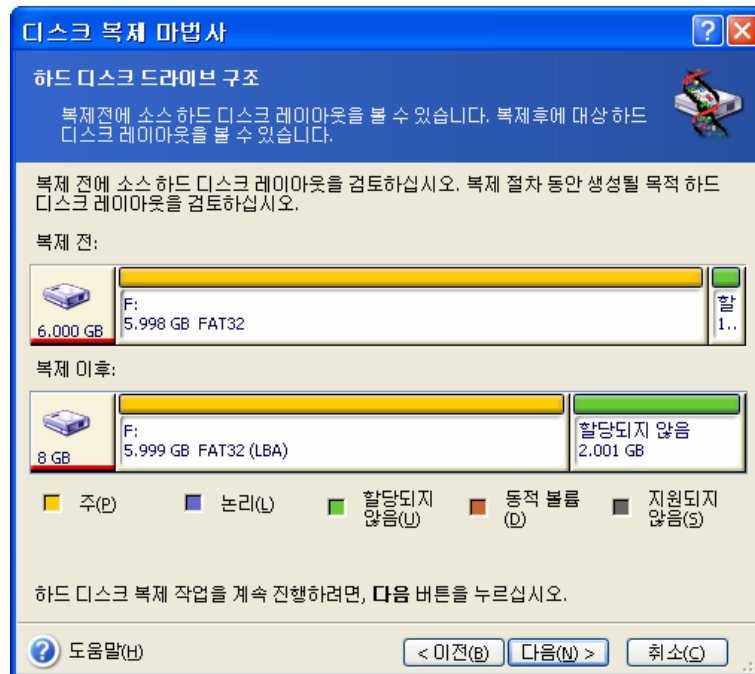 디스크 복제 마법사
하드 디스크 드라이브 구조
복제전에 소스 하드 디스크 레이아웃을 볼 수 있습니다. 복제후에 대상 하드
디스크 레이아웃을 볼 수 있습니다.
복제 전에 소스 하드 디스크 레이아웃을 검토하십시오. 복제 절차 동안 생성될 목적 하드
디스크 레이아웃을 검토하십시오.
복제 전:
6.000 GB
F:
5.998 GB FAT32
할
1..
복제 이후:
8 GB
F:
5.999 GB FAT32 (LBA)
할당되지 않음
2.001 GB
주(P)
논리(L)
할당되지
않음(U)
동적 볼륨
(D)
지원되지
않음(S)
하드 디스크 복제 작업을 계속 진행하려면, 다음 버튼을 누르십시오.
도움말(H)
< 이전(B)
다음(N) >
취소(C)